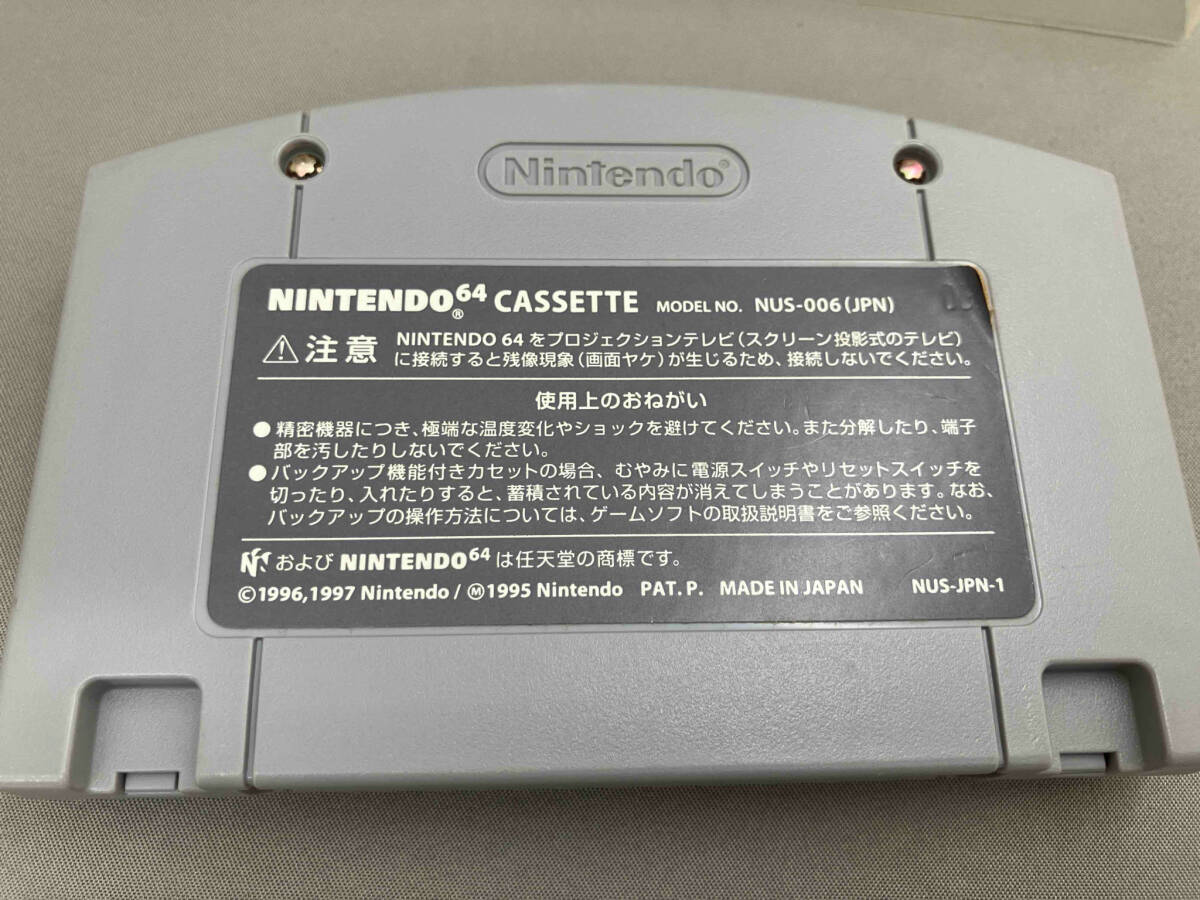 Nintendo®
NINTENDO64® CASSETTE MODEL NO. NUS-006(JPN)
注意 NINTENDO 64をプロジェクションテレビ(スクリーン投影式のテレビ)
に接続すると残像現象(画面ヤケ)が生じるため、接続しないでください。
使用上のおねがい
●精密機器につき、極端な温度変化やショックを避けてください。また分解したり、端子
部を汚したりしないでください。
●バックアップ機能付きカセットの場合、むやみに電源スイッチやリセットスイッチを
切ったり、入れたりすると、蓄積されている内容が消えてしまうことがあります。なお、
バックアップの操作方法については、ゲームソフトの取扱説明書をご参照ください。
および NINTENDO64 は任天堂の商標です。
©1996,1997 Nintendo / Ⓜ1995 Nintendo PAT. P. MADE IN JAPAN NUS-JPN-1